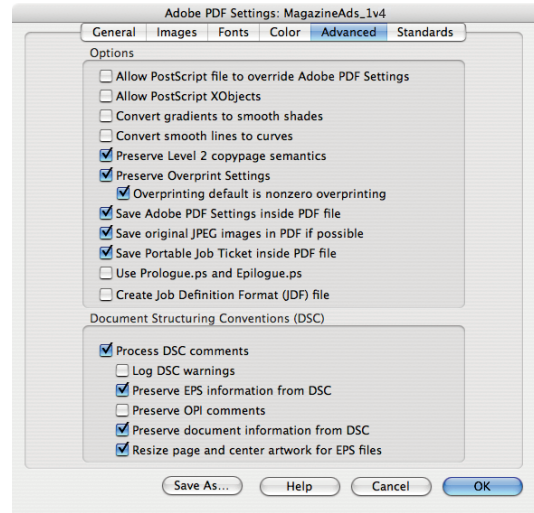 Adobe PDF Settings: MagazineAds_1v4
General Images Fonts Color Advanced Standards
Options
Allow PostScript file to override Adobe PDF Settings
Allow PostScript XObjects
Convert gradients to smooth shades
Convert smooth lines to curves
Preserve Level 2 copypage semantics
Preserve Overprint Settings
Overprinting default is nonzero overprinting
Save Adobe PDF Settings inside PDF file
Save original JPEG images in PDF if possible
Save Portable Job Ticket inside PDF file
Use Prologue.ps and Epilogue.ps
Create Job Definition Format (JDF) file
Document Structuring Conventions (DSC)
Process DSC comments
Log DSC warnings
Preserve EPS information from DSC
Preserve OPI comments
Preserve document information from DSC
Resize page and center artwork for EPS files
Save As... Help Cancel OK